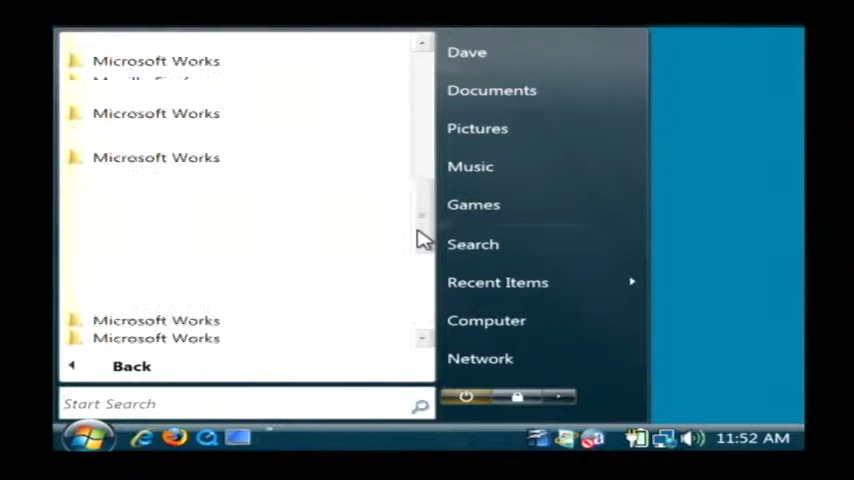 Microsoft Works
Microsoft Works
Microsoft Works
Microsoft Works
Microsoft Works
Back
Start Search
Dave
Documents
Pictures
Music
Games
Search
Recent Items
Computer
Network
11:52 AM